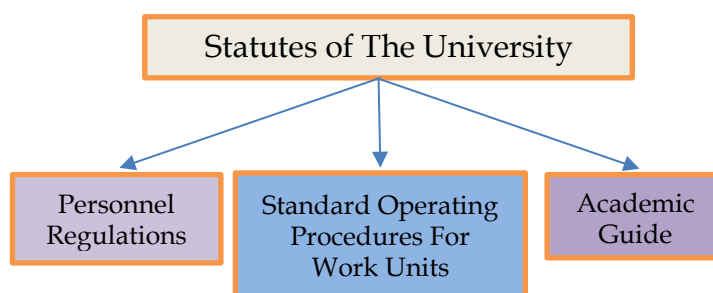 Statutes of The University
Personnel
Regulations
Standard Operating
Procedures For
Work Units
Academic
Guide